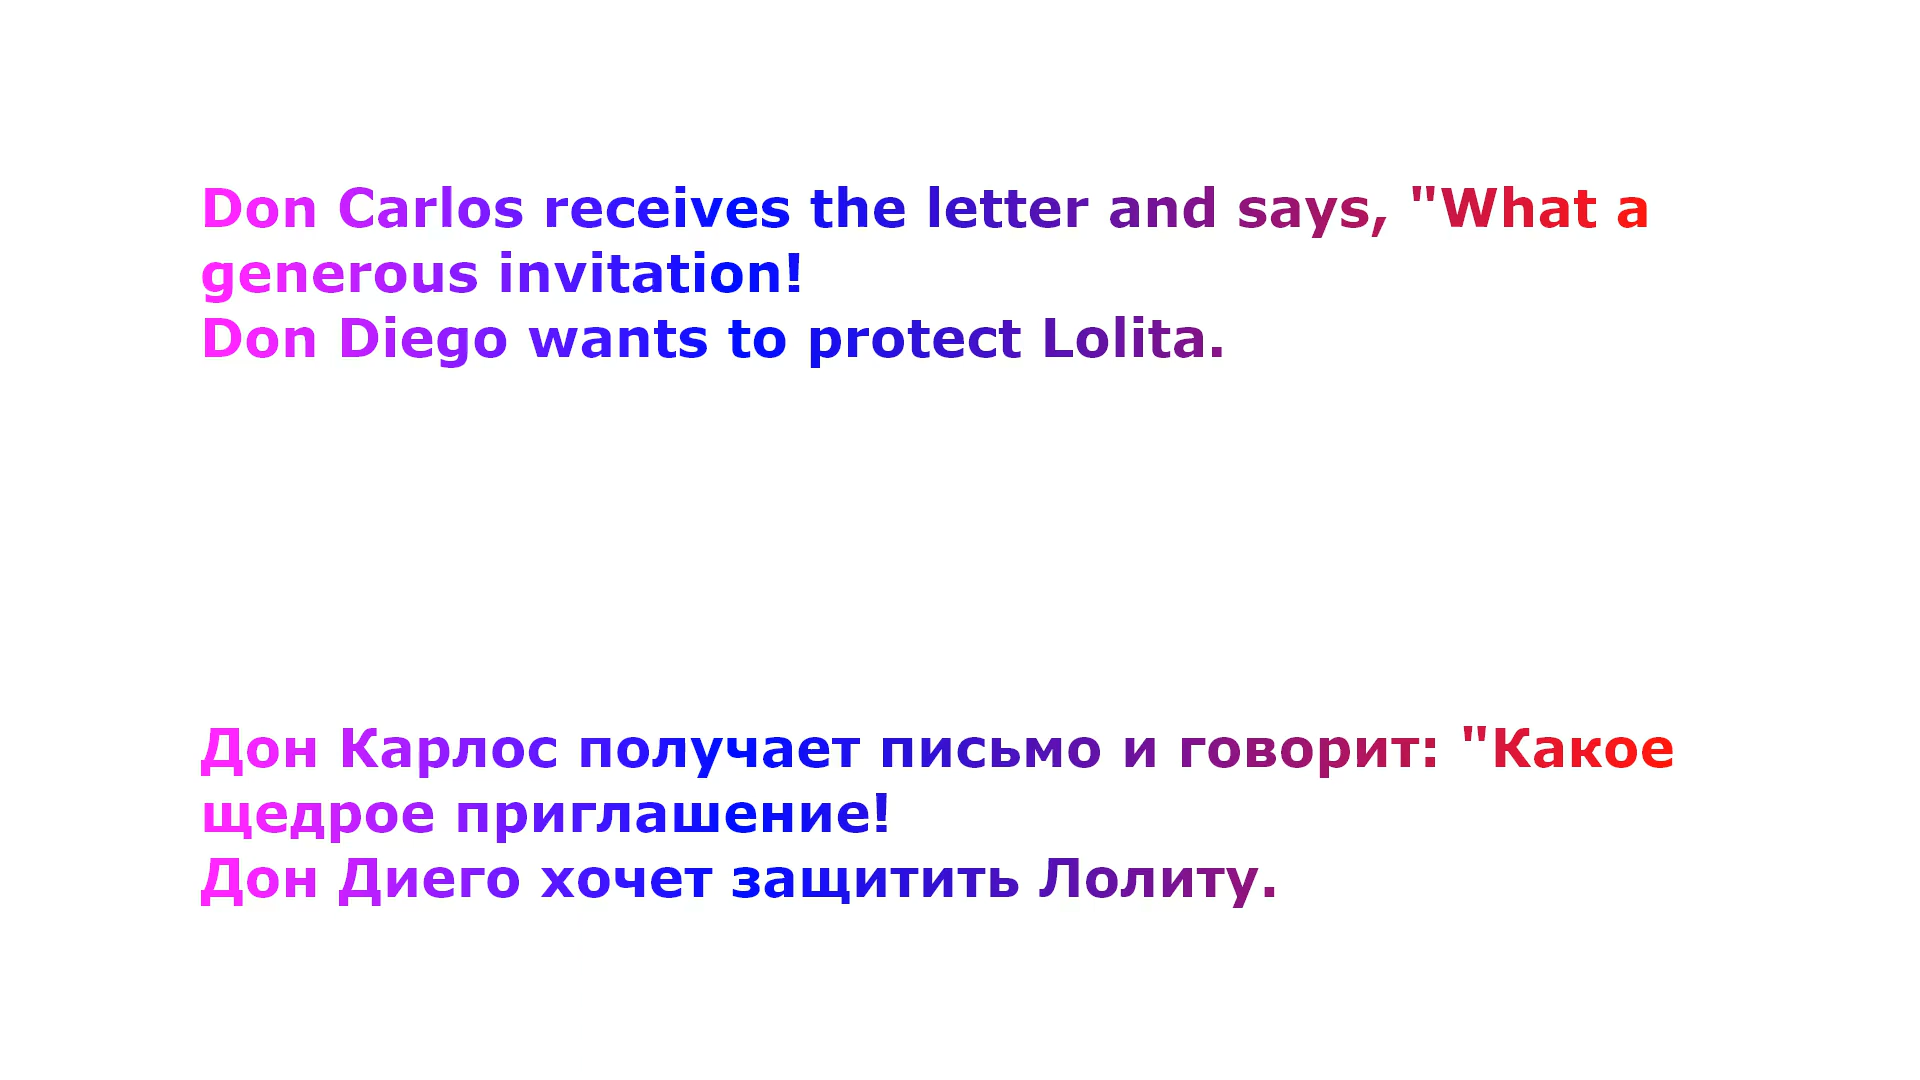 Don Carlos receives the letter and says, "What a
generous invitation!
Don Diego wants to protect Lolita.
Дон Карлос получает письмо и говорит: "Какое
щедрое приглашение!
Дон Диего хочет защитить Лолиту.